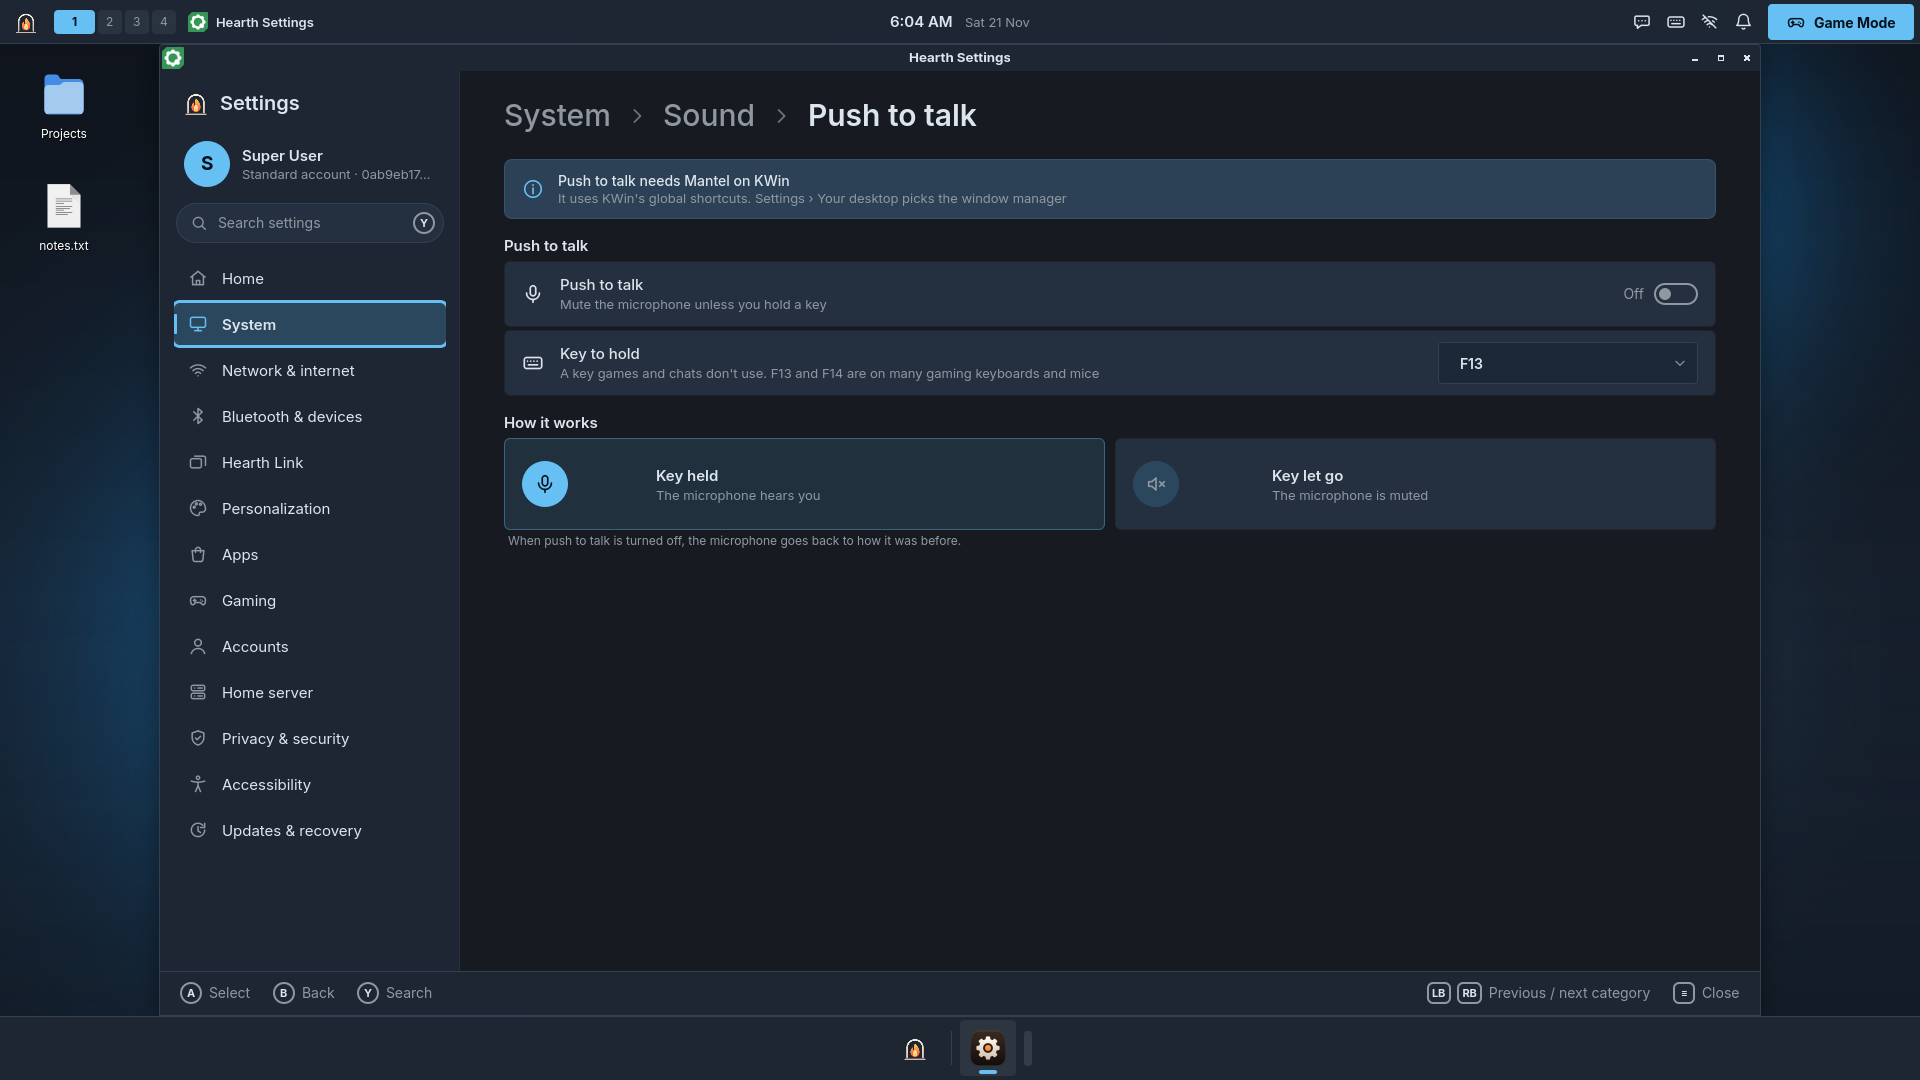 1 2 3 4 Hearth Settings
6:04 AM Sat 21 Nov
Game Mode
Hearth Settings
Projects
notes.txt
Settings
S
Super User
Standard account · 0ab9eb17...
Search settings
Y
Home
System
Network & internet
Bluetooth & devices
Hearth Link
Personalization
Apps
Gaming
Accounts
Home server
Privacy & security
Accessibility
Updates & recovery
System › Sound › Push to talk
Push to talk needs Mantel on KWin
It uses KWin's global shortcuts. Settings › Your desktop picks the window manager
Push to talk
Push to talk
Mute the microphone unless you hold a key
Off
Key to hold
A key games and chats don't use. F13 and F14 are on many gaming keyboards and mice
F13
How it works
Key held
The microphone hears you
Key let go
The microphone is muted
When push to talk is turned off, the microphone goes back to how it was before.
A Select B Back Y Search
LB RB Previous / next category ≡ Close